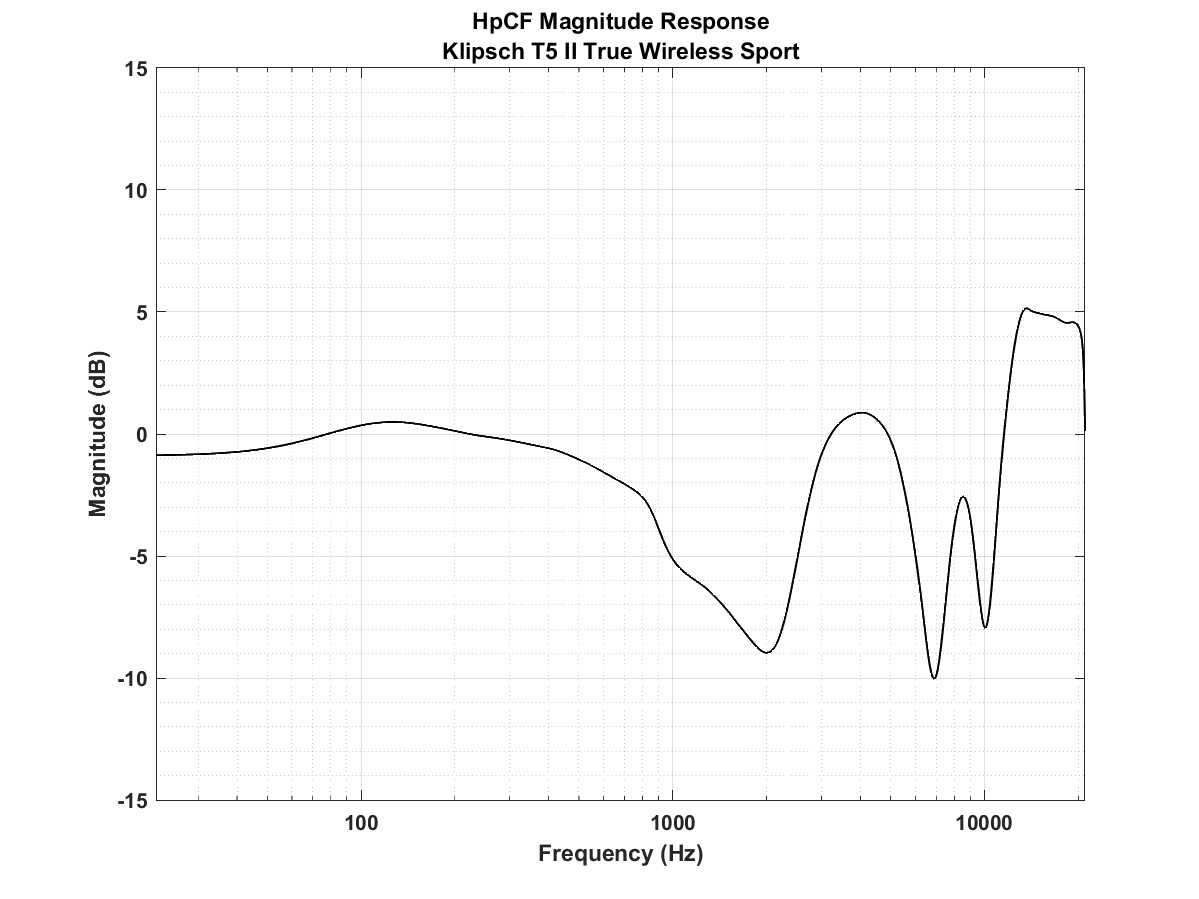 HpCF Magnitude Response
Klipsch T5 II True Wireless Sport
15
10
5
0
-5
-10
-15
Magnitude (dB)
100
1000
10000
Frequency (Hz)